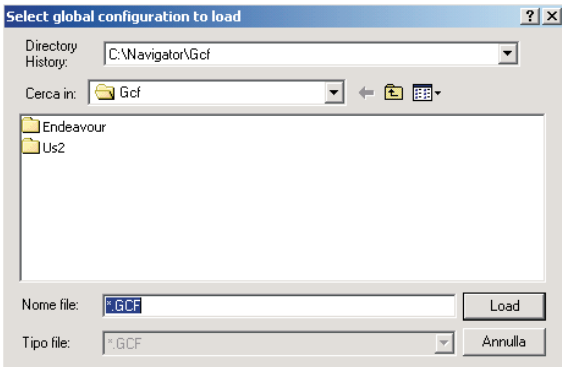 Select global configuration to load
Directory History: C:\Navigator\Gcf
Cerca in: Gcf
Endeavour
Us2
Nome file: *.GCF Load
Tipo file: *.GCF Annulla